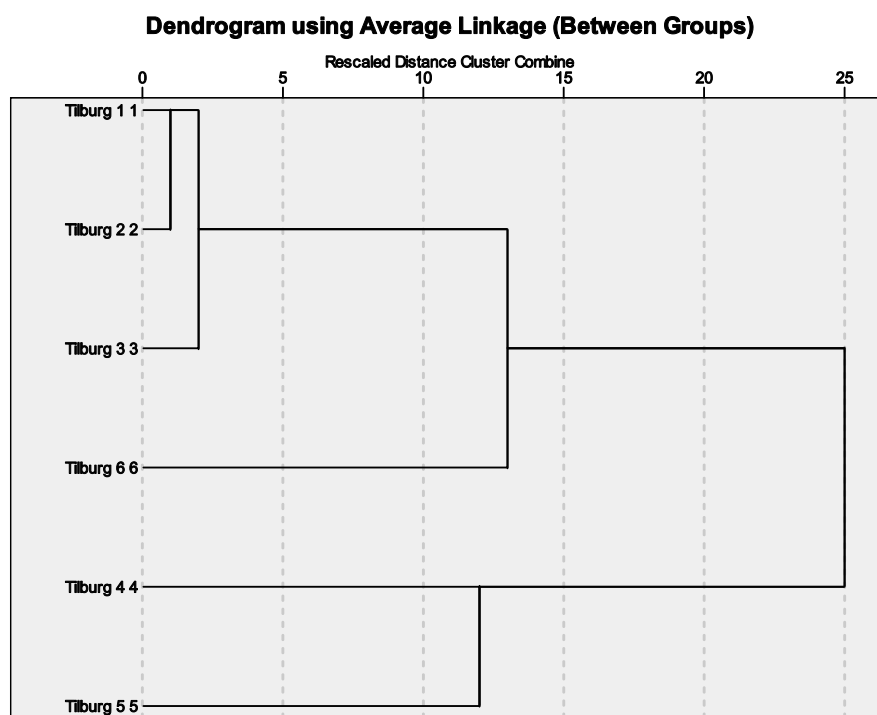 Dendrogram using Average Linkage (Between Groups)
Rescaled Distance Cluster Combine
0 5 10 15 20 25
Tilburg 1 1
Tilburg 2 2
Tilburg 3 3
Tilburg 6 6
Tilburg 4 4
Tilburg 5 5